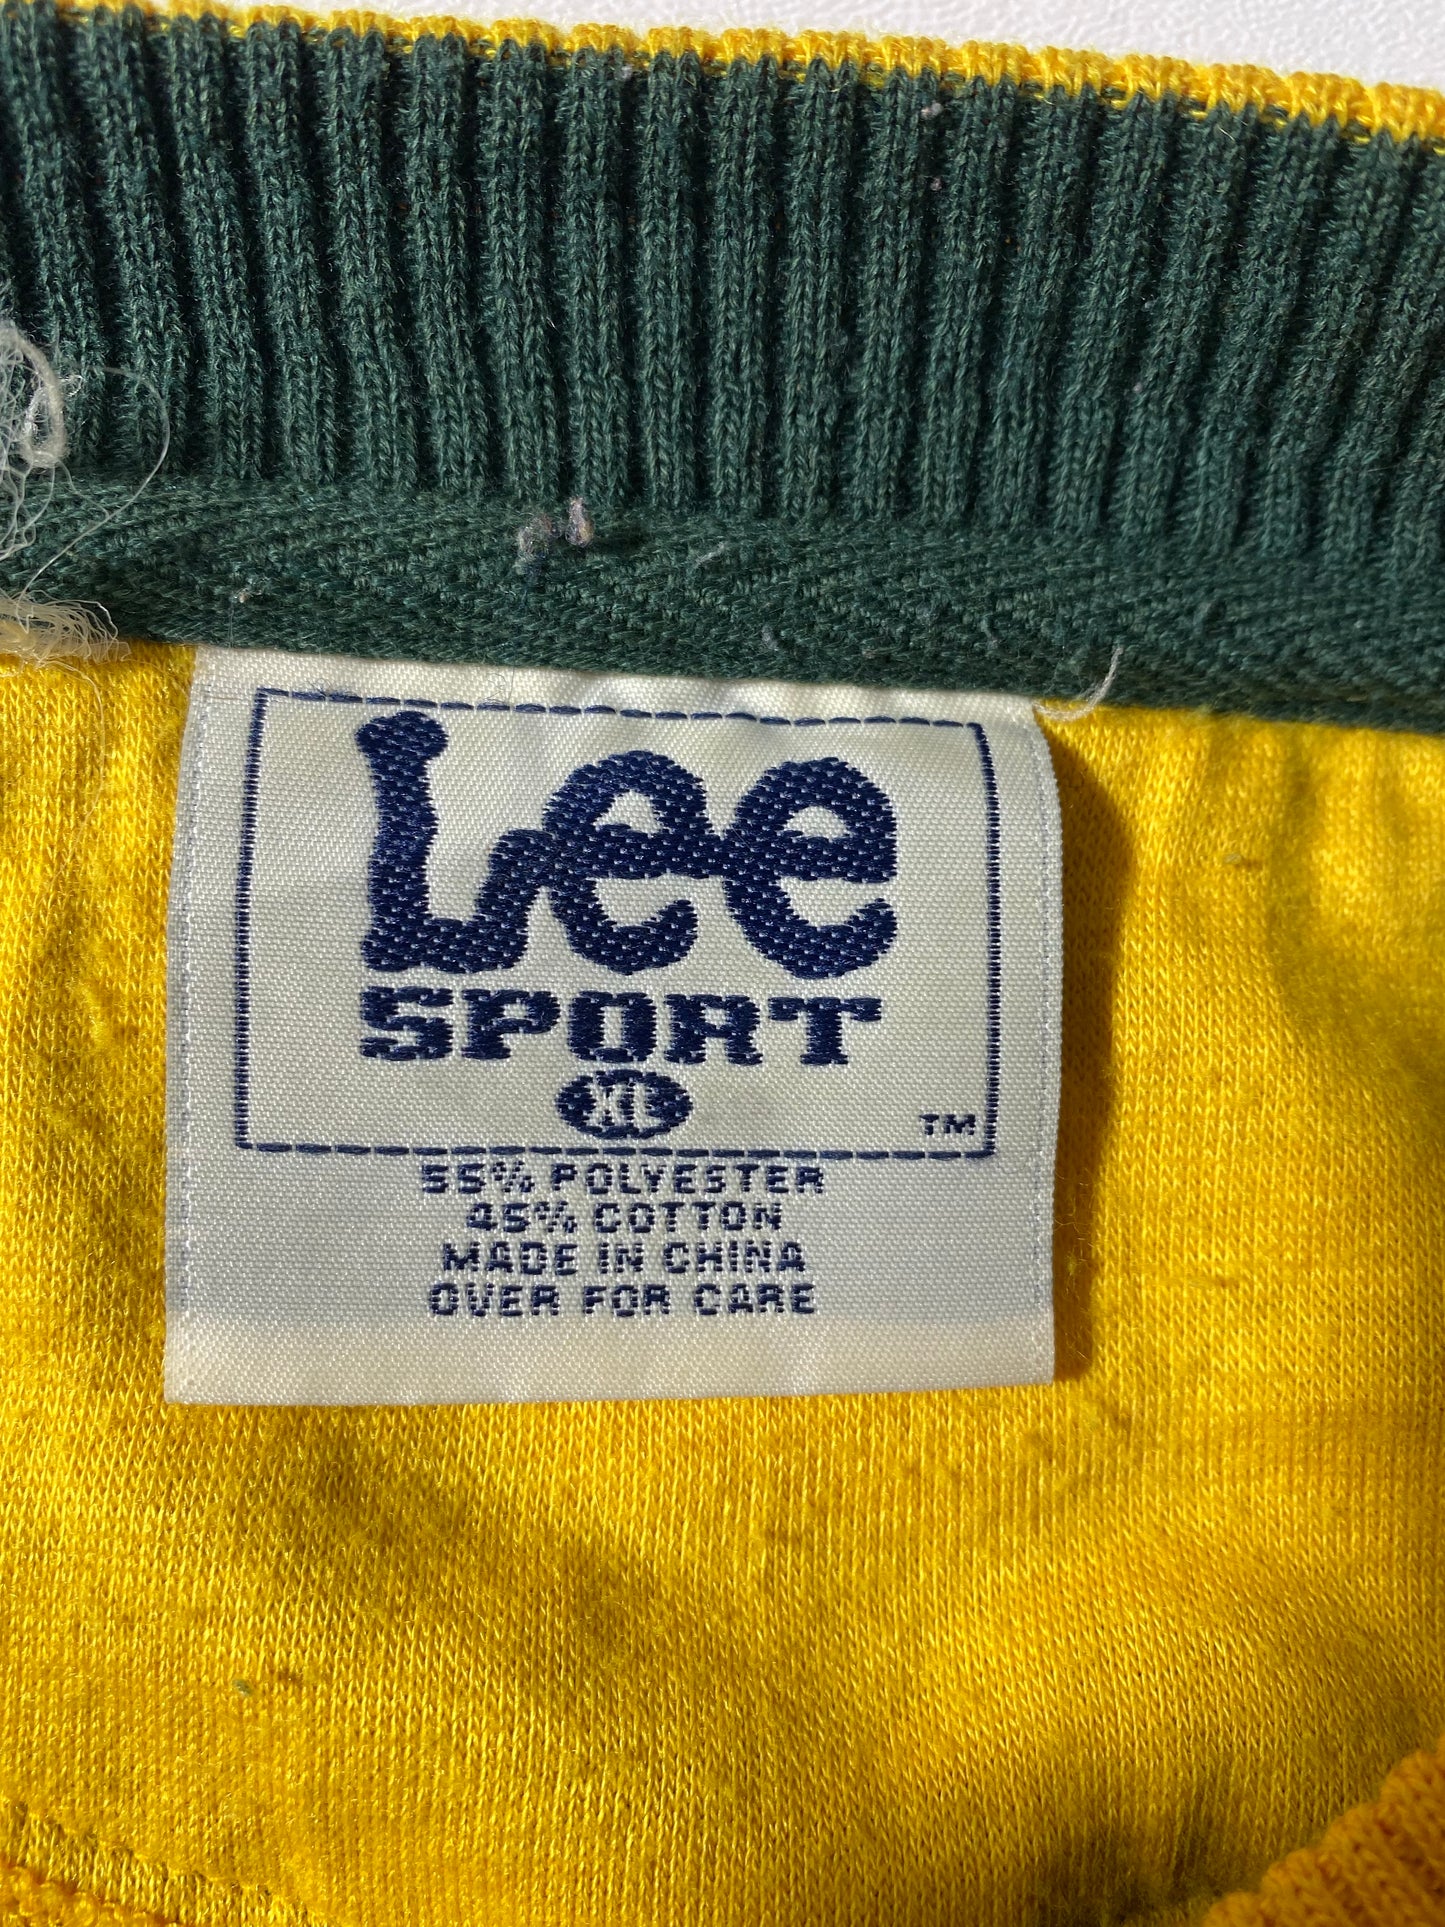 Lee
SPORT
XL
TM
55% POLYESTER
45% COTTON
MADE IN CHINA
OVER FOR CARE